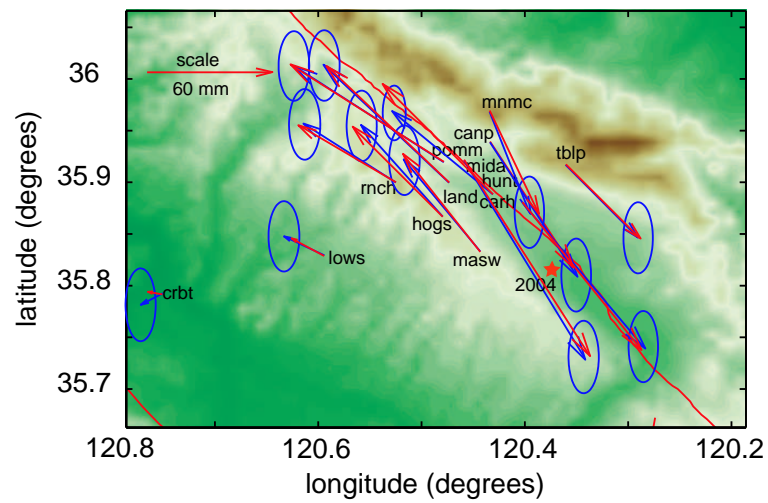 36
35.9
35.8
35.7
latitude (degrees)
scale
60 mm
mnmc
canp
pomm
mida
tblp
hunt
rnch
land
carh
hogs
masw
lows
2004
crbt
120.8
120.6
120.4
120.2
longitude (degrees)